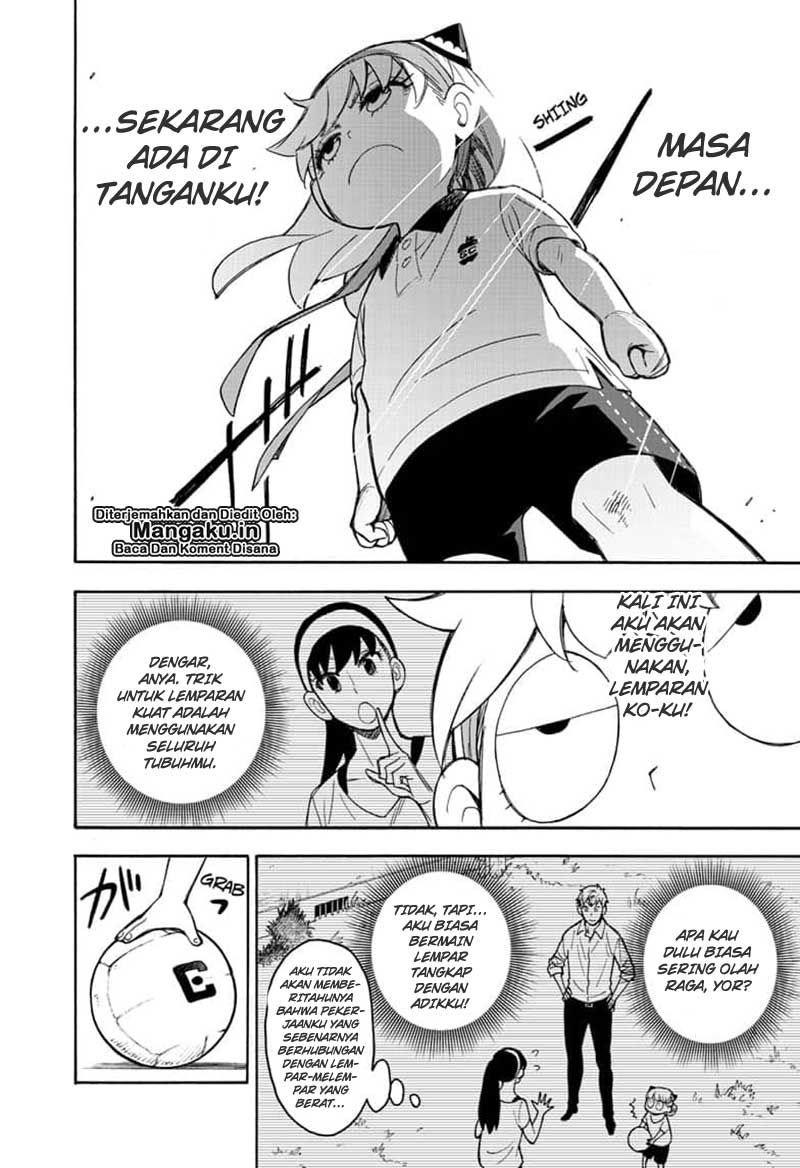 MASA
DEPAN...
SHIING
...SEKARANG
ADA DI
TANGANKU!
Diterjemahkan dan Diedit Oleh:
Mangaku.in
Baca Dan Koment Disana
KALI INI
AKU AKAN
MENGGU-
NAKAN,
LEMPARAN
KO-KU!
DENGAR,
ANYA. TRIK
UNTUK LEMPARAN
KUAT ADALAH
MENGGUNAKAN
SELURUH
TUBUHMU.
APA KAU
DULU BIASA
SERING OLAH
RAGA, YOR?
TIDAK, TAPI...
AKU BIASA
BERMAIN
LEMPAR
TANGKAP
DENGAN
ADIKKU!
AKU TIDAK
AKAN MEMBE-
RITAHUNYA
BAHWA PEKER-
JAANKU YANG
SEBENARNYA
BERHUBUNGAN
DENGAN LEM-
PAR-MELEM-
PAR YANG
BERAT...
GRAB
ガッ